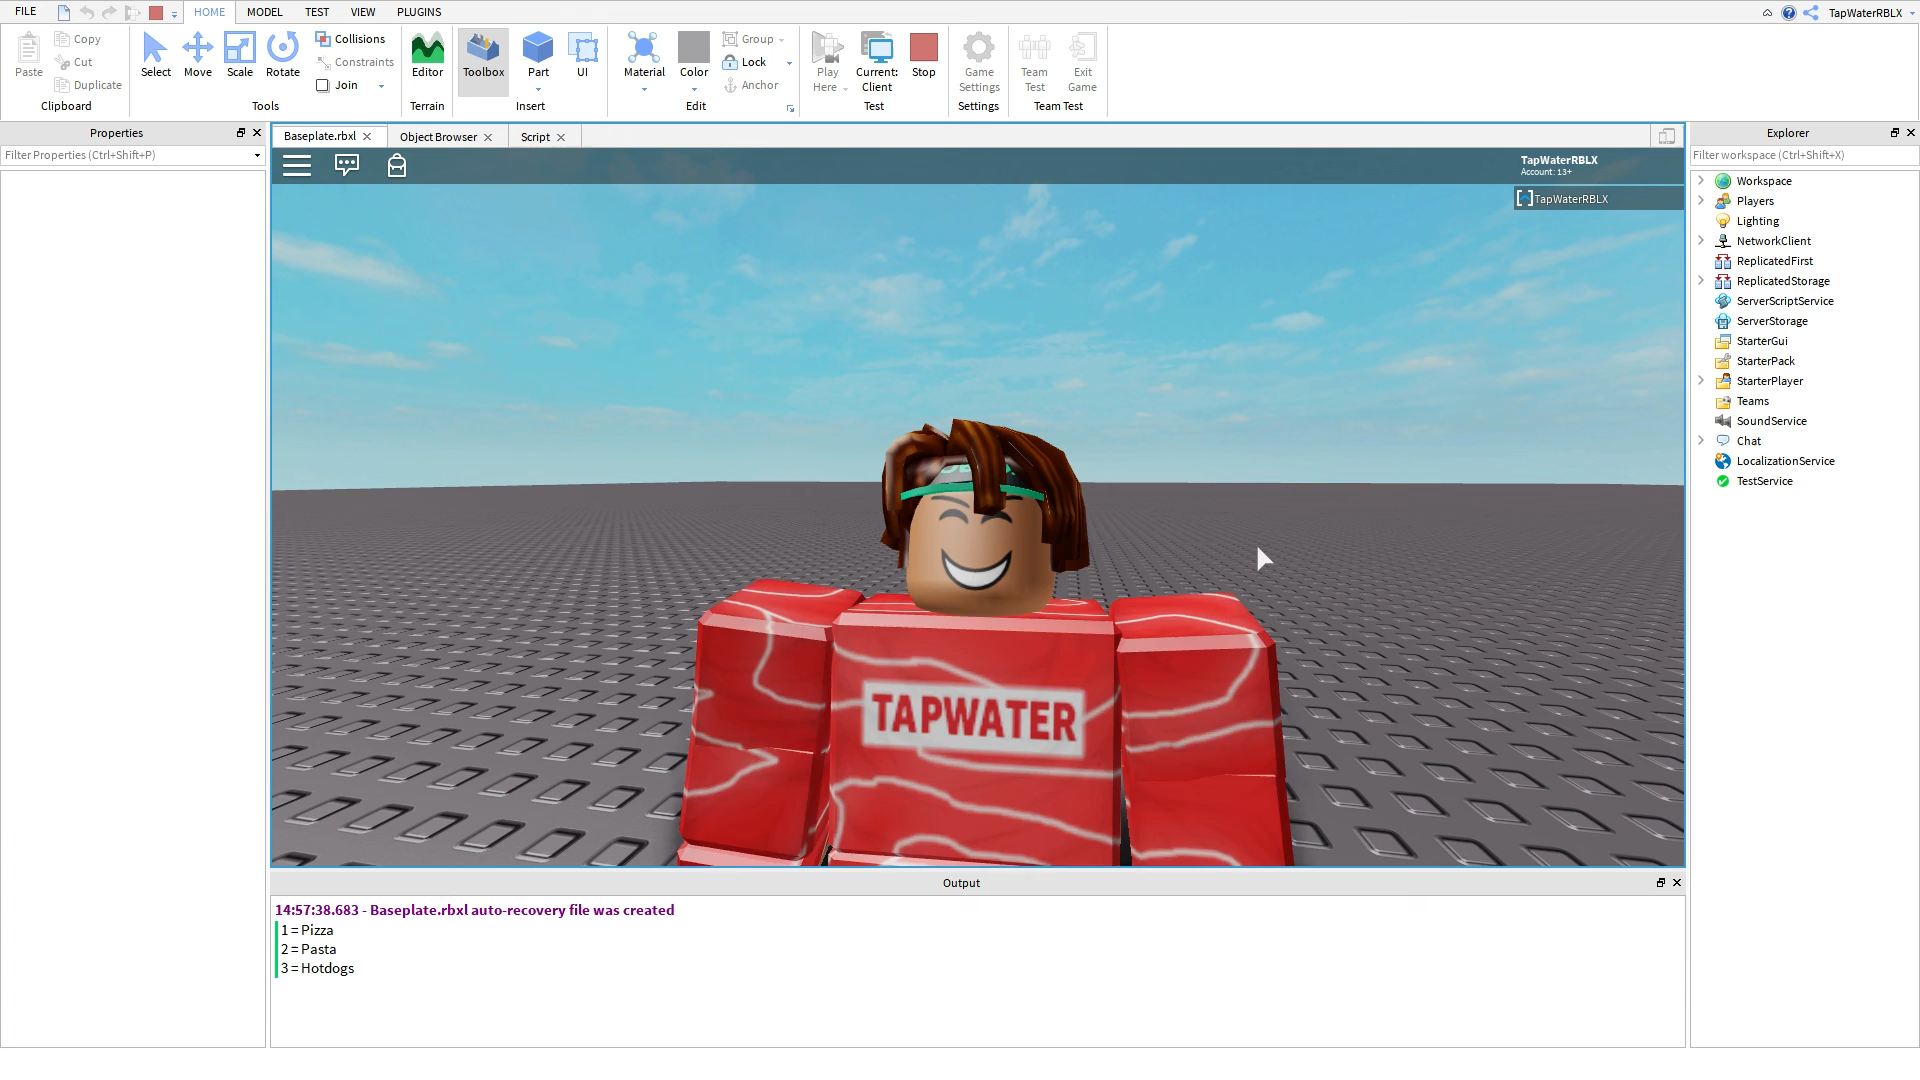 FILE HOME MODEL TEST VIEW PLUGINS TapWaterRBLX
Paste Copy Cut Duplicate
Clipboard
Select Move Scale Rotate Collisions Constraints Join
Tools
Editor
Terrain
Toolbox Part UI
Insert
Material Color Group Lock Anchor
Edit
Play Here Current: Client Stop
Test
Game Settings
Settings
Team Test Exit Game
Team Test
Properties
Filter Properties (Ctrl+Shift+P)
Baseplate.rbxl Object Browser Script
TapWaterRBLX
Account: 13+
TapWaterRBLX
TAPWATER
Output
14:57:38.683 - Baseplate.rbxl auto-recovery file was created
1 = Pizza
2 = Pasta
3 = Hotdogs
Explorer
Filter workspace (Ctrl+Shift+X)
Workspace
Players
Lighting
NetworkClient
ReplicatedFirst
ReplicatedStorage
ServerScriptService
ServerStorage
StarterGui
StarterPack
StarterPlayer
Teams
SoundService
Chat
LocalizationService
TestService